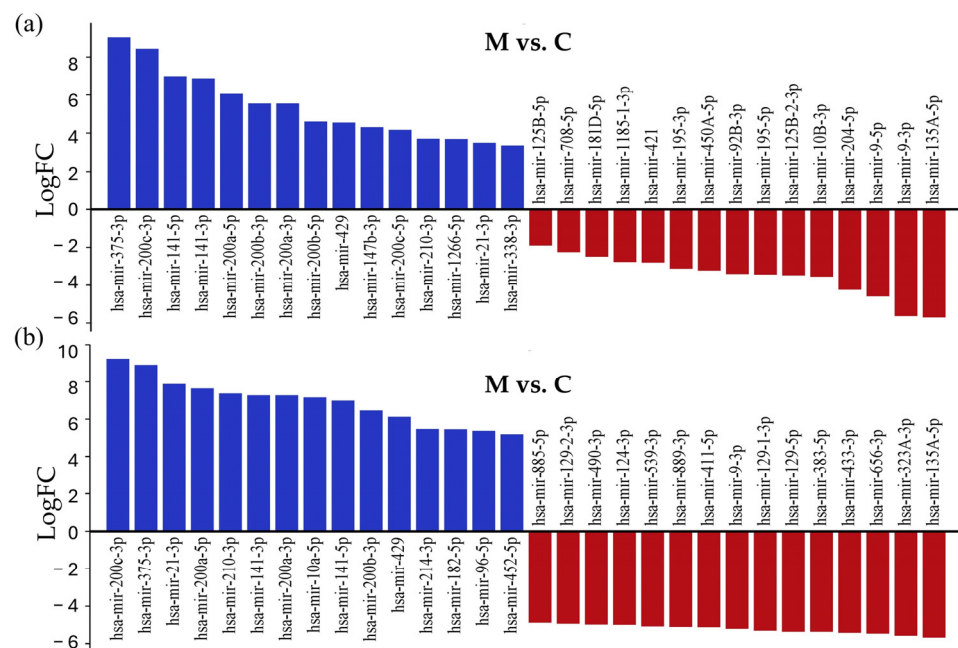 (a)
M vs. C
LogFC
8
6
4
2
0
−2
−4
−6
hsa-mir-375-3p
hsa-mir-200c-3p
hsa-mir-141-5p
hsa-mir-141-3p
hsa-mir-200a-5p
hsa-mir-200b-3p
hsa-mir-200a-3p
hsa-mir-200b-5p
hsa-mir-429
hsa-mir-147b-3p
hsa-mir-200c-5p
hsa-mir-210-3p
hsa-mir-1266-5p
hsa-mir-21-3p
hsa-mir-338-3p
hsa-mir-125B-5p
hsa-mir-708-5p
hsa-mir-181D-5p
hsa-mir-1185-1-3p
hsa-mir-421
hsa-mir-195-3p
hsa-mir-450A-5p
hsa-mir-92B-3p
hsa-mir-195-5p
hsa-mir-125B-2-3p
hsa-mir-10B-3p
hsa-mir-204-5p
hsa-mir-9-5p
hsa-mir-9-3p
hsa-mir-135A-5p
(b)
M vs. C
LogFC
10
8
6
4
2
0
−2
−4
−6
hsa-mir-200c-3p
hsa-mir-375-3p
hsa-mir-21-3p
hsa-mir-200a-5p
hsa-mir-210-3p
hsa-mir-141-3p
hsa-mir-200a-3p
hsa-mir-10a-5p
hsa-mir-141-5p
hsa-mir-200b-3p
hsa-mir-429
hsa-mir-214-3p
hsa-mir-182-5p
hsa-mir-96-5p
hsa-mir-452-5p
hsa-mir-885-5p
hsa-mir-129-2-3p
hsa-mir-490-3p
hsa-mir-124-3p
hsa-mir-539-3p
hsa-mir-889-3p
hsa-mir-411-5p
hsa-mir-9-3p
hsa-mir-129-1-3p
hsa-mir-129-5p
hsa-mir-383-5p
hsa-mir-433-3p
hsa-mir-656-3p
hsa-mir-323A-3p
hsa-mir-135A-5p